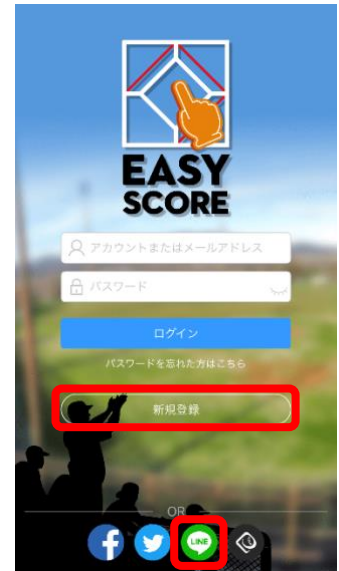 EASY
SCORE
アカウントまたはメールアドレス
パスワード
ログイン
パスワードを忘れた方はこちら
新規登録
OR
LINE